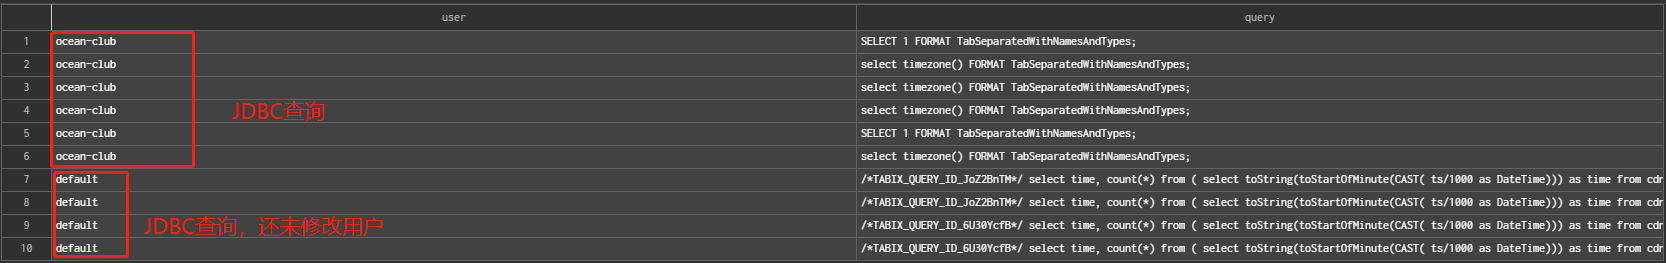 user query
1 ocean-club SELECT 1 FORMAT TabSeparatedWithNamesAndTypes;
2 ocean-club select timezone() FORMAT TabSeparatedWithNamesAndTypes;
3 ocean-club select timezone() FORMAT TabSeparatedWithNamesAndTypes;
4 ocean-club select timezone() FORMAT TabSeparatedWithNamesAndTypes;
JDBC查询
5 ocean-club SELECT 1 FORMAT TabSeparatedWithNamesAndTypes;
6 ocean-club select timezone() FORMAT TabSeparatedWithNamesAndTypes;
7 default /*TABIX_QUERY_ID_JoZ2BnTM*/ select time, count(*) from ( select toString(toStartOfMinute(CAST( ts/1000 as DateTime))) as time from cdn
8 default /*TABIX_QUERY_ID_JoZ2BnTM*/ select time, count(*) from ( select toString(toStartOfMinute(CAST( ts/1000 as DateTime))) as time from cdn
9 default /*TABIX_QUERY_ID_6U30YcfB*/ select time, count(*) from ( select toString(toStartOfMinute(CAST( ts/1000 as DateTime))) as time from cdn
JDBC查询，还未修改用户
10 default /*TABIX_QUERY_ID_6U30YcfB*/ select time, count(*) from ( select toString(toStartOfMinute(CAST( ts/1000 as DateTime))) as time from cdn